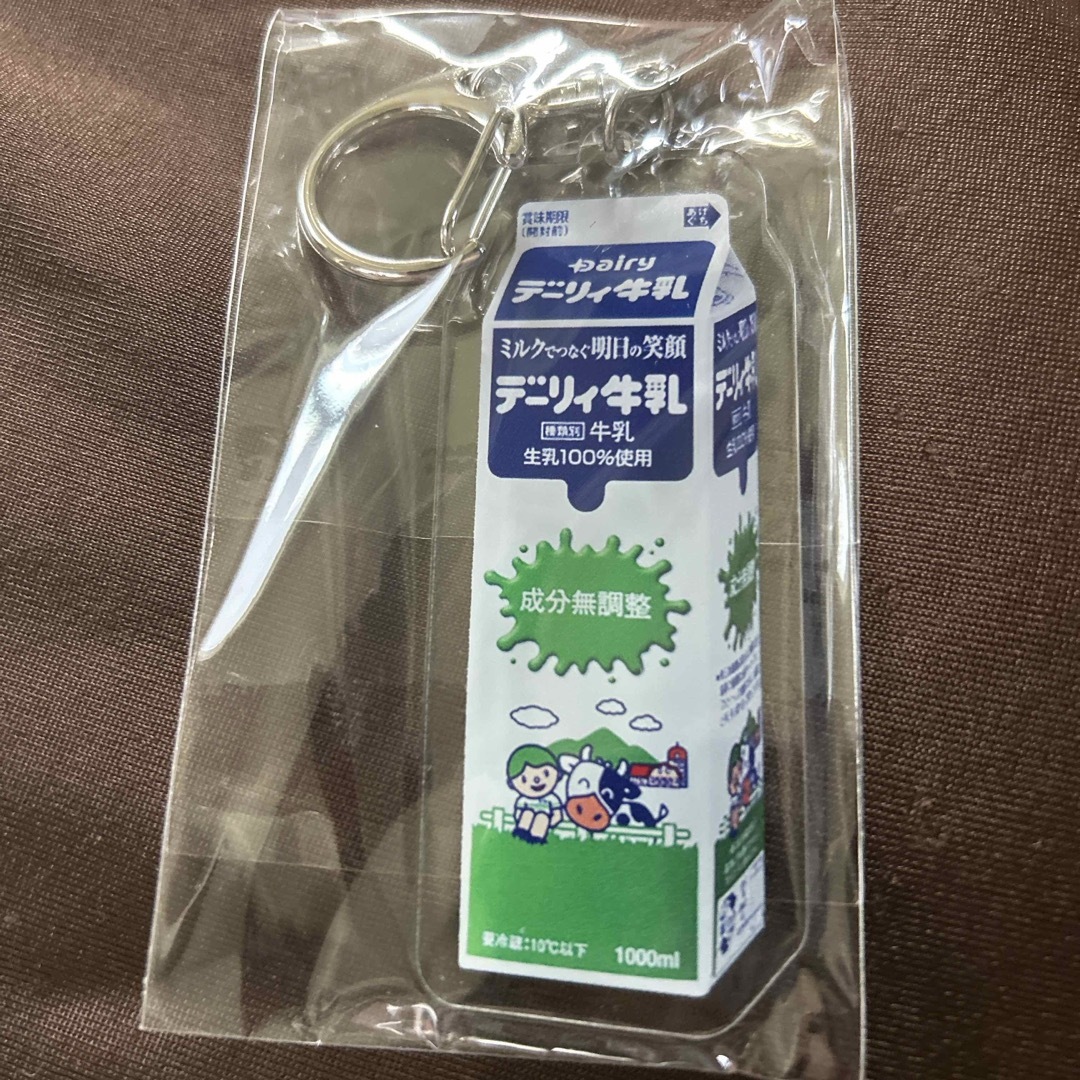 賞味期限
(開封前)
あけ
ぐち
Dairy
デーリィ牛乳
ミルクでつなぐ明日の笑顔
デーリィ牛乳
種類別 牛乳
生乳100%使用
成分無調整
要冷蔵:10℃以下 1000ml